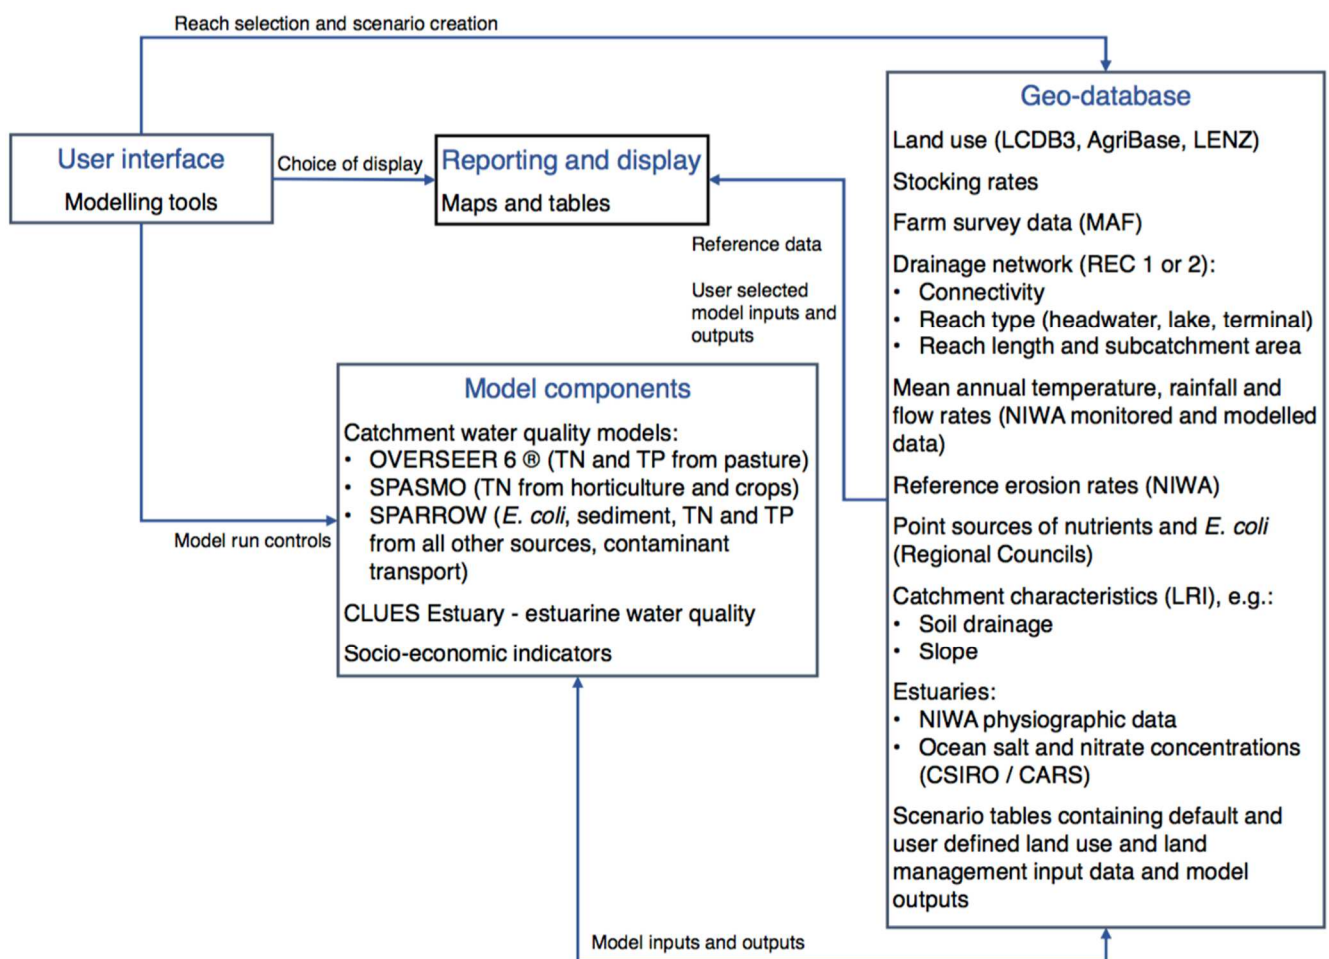 Reach selection and scenario creation
User interface
Modelling tools
Choice of display
Reporting and display
Maps and tables
Reference data
User selected
model inputs and
outputs
Model run controls
Model components
Catchment water quality models:
• OVERSEER 6 ® (TN and TP from pasture)
• SPASMO (TN from horticulture and crops)
• SPARROW (E. coli, sediment, TN and TP
from all other sources, contaminant
transport)
CLUES Estuary - estuarine water quality
Socio-economic indicators
Model inputs and outputs
Geo-database
Land use (LCDB3, AgriBase, LENZ)
Stocking rates
Farm survey data (MAF)
Drainage network (REC 1 or 2):
• Connectivity
• Reach type (headwater, lake, terminal)
• Reach length and subcatchment area
Mean annual temperature, rainfall and
flow rates (NIWA monitored and modelled
data)
Reference erosion rates (NIWA)
Point sources of nutrients and E. coli
(Regional Councils)
Catchment characteristics (LRI), e.g.:
• Soil drainage
• Slope
Estuaries:
• NIWA physiographic data
• Ocean salt and nitrate concentrations
(CSIRO / CARS)
Scenario tables containing default and
user defined land use and land
management input data and model
outputs